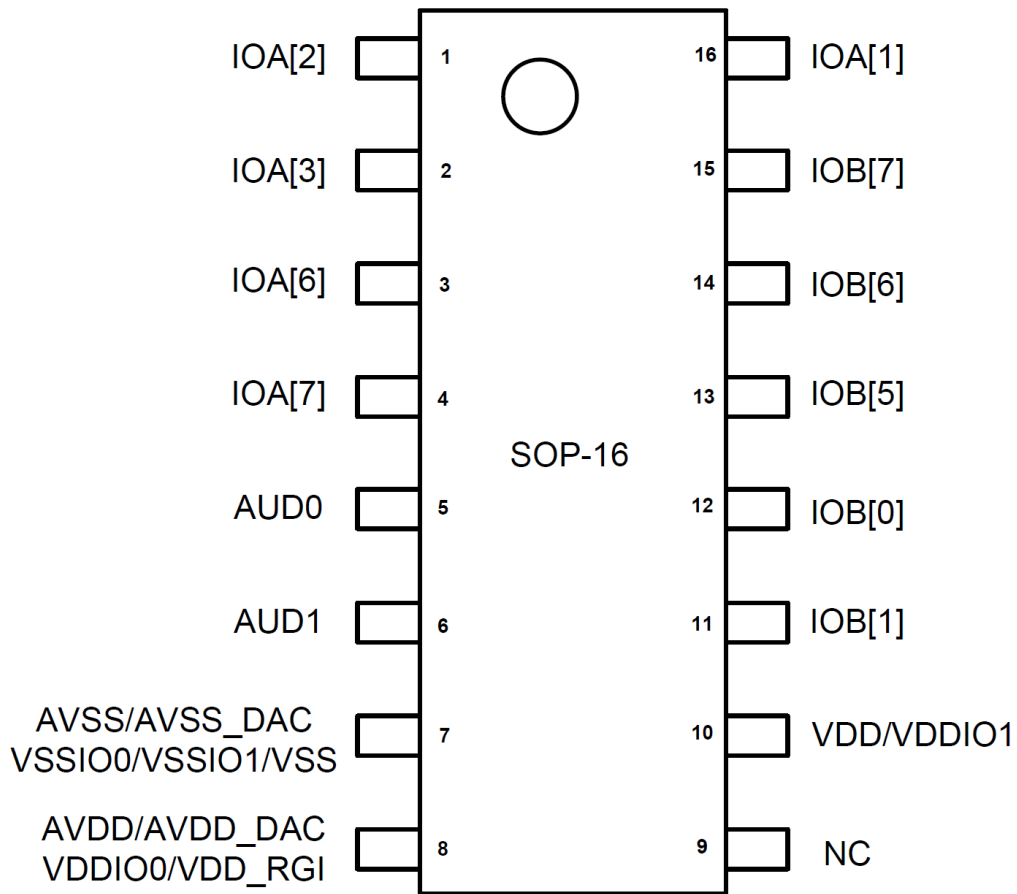 IOA[2] 1 16 IOA[1]
IOA[3] 2 15 IOB[7]
IOA[6] 3 14 IOB[6]
IOA[7] 4 13 IOB[5]
SOP-16
AUD0 5 12 IOB[0]
AUD1 6 11 IOB[1]
AVSS/AVSS_DAC
VSSIO0/VSSIO1/VSS 7 10 VDD/VDDIO1
AVDD/AVDD_DAC
VDDIO0/VDD_RGI 8 9 NC